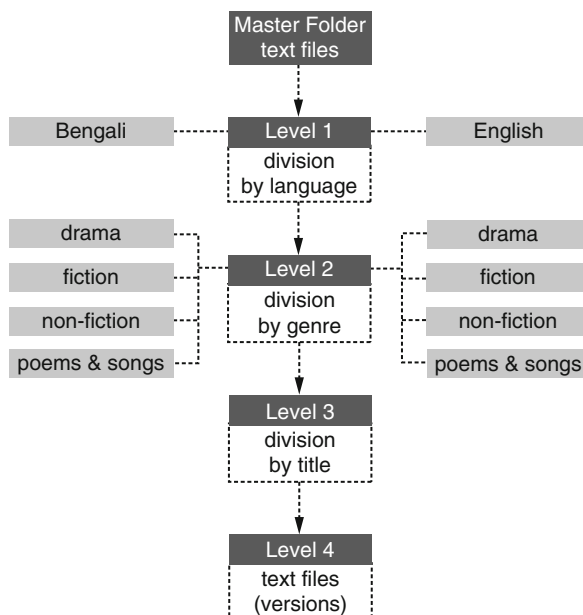 Master Folder
text files
Bengali
Level 1
English
division
by language
drama
fiction
non-fiction
poems & songs
Level 2
division
by genre
drama
fiction
non-fiction
poems & songs
Level 3
division
by title
Level 4
text files
(versions)